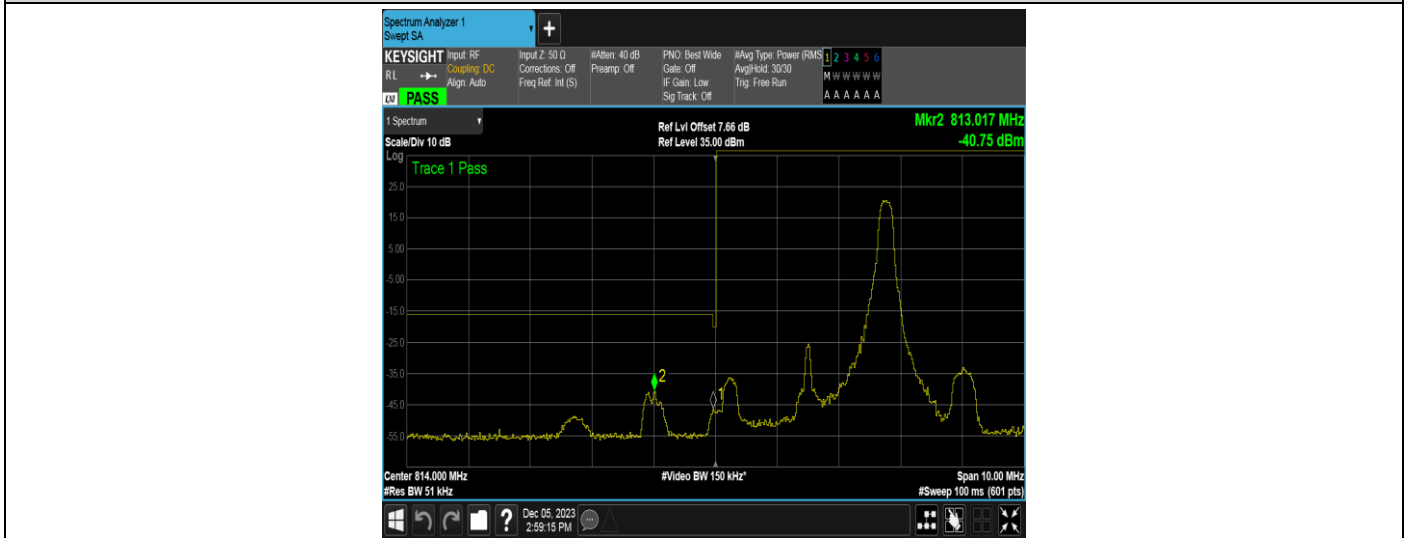 Spectrum Analyzer 1
Swept SA
+
KEYSIGHT
RL
PASS
Input: RF
Coupling: DC
Align: Auto
Input Z: 50 Ω
Corrections: Off
Freq Ref: Int (S)
#Atten: 40 dB
Preamp: Off
PNO: Best Wide
Gate: Off
IF Gain: Low
Sig Track: Off
#Avg Type: Power (RMS
Avg|Hold: 30/30
Trig: Free Run
1 2 3 4 5 6
M W W W W W
A A A A A A
1 Spectrum
Scale/Div 10 dB
Ref Lvl Offset 7.66 dB
Ref Level 35.00 dBm
Mkr2 813.017 MHz
-40.75 dBm
Log
Trace 1 Pass
25.0
15.0
5.00
-5.00
-15.0
-25.0
-35.0
-45.0
-55.0
2
1
Center 814.000 MHz
#Res BW 51 kHz
#Video BW 150 kHz*
Span 10.00 MHz
#Sweep 100 ms (601 pts)
?
Dec 05, 2023
2:59:15 PM